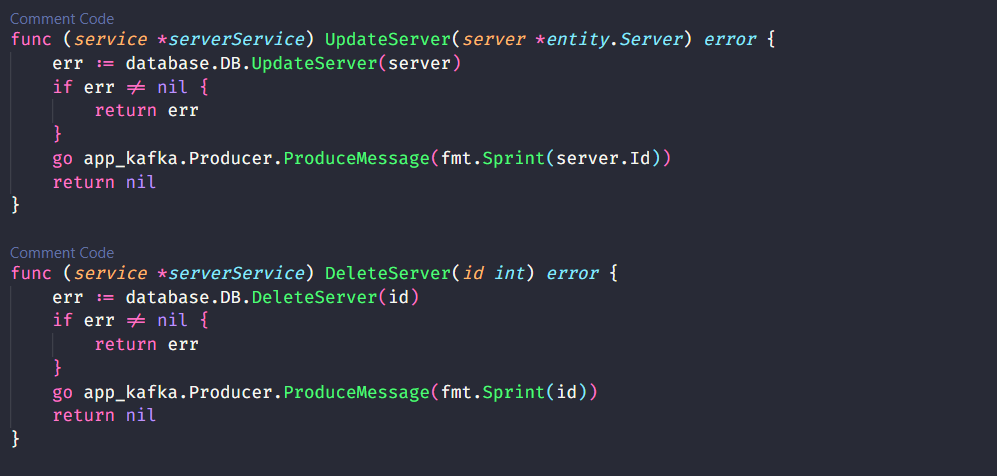 Comment Code
func (service *serverService) UpdateServer(server *entity.Server) error {
    err := database.DB.UpdateServer(server)
    if err != nil {
        return err
    }
    go app_kafka.Producer.ProduceMessage(fmt.Sprint(server.Id))
    return nil
}
Comment Code
func (service *serverService) DeleteServer(id int) error {
    err := database.DB.DeleteServer(id)
    if err != nil {
        return err
    }
    go app_kafka.Producer.ProduceMessage(fmt.Sprint(id))
    return nil
}